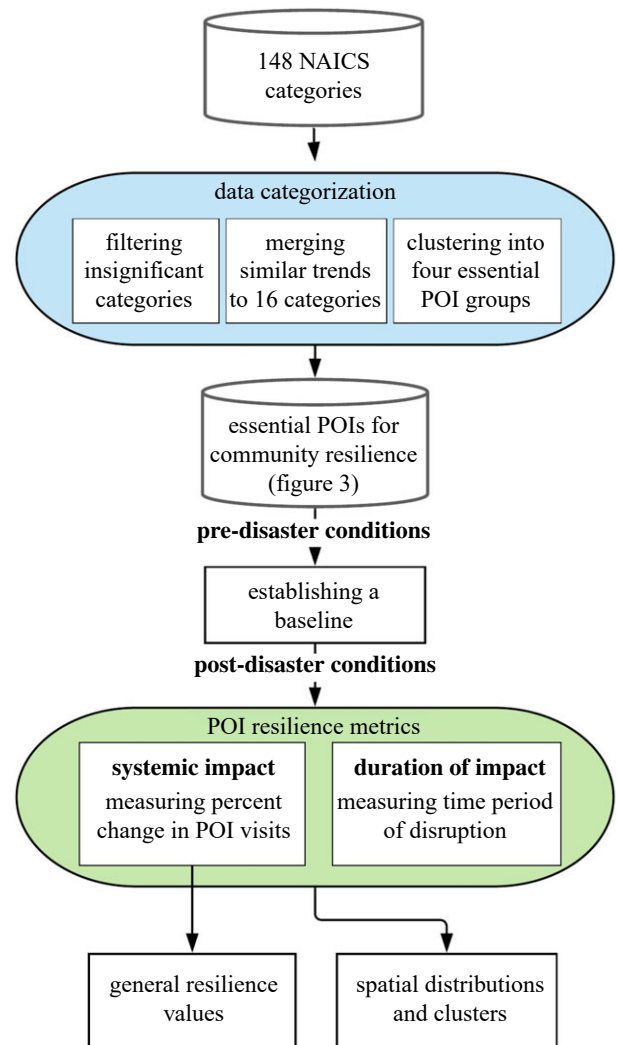 148 NAICS
categories
data categorization
filtering
insignificant
categories
merging
similar trends
to 16 categories
clustering into
four essential
POI groups
essential POIs for
community resilience
(figure 3)
pre-disaster conditions
establishing a
baseline
post-disaster conditions
POI resilience metrics
systemic impact
measuring percent
change in POI visits
duration of impact
measuring time period
of disruption
general resilience
values
spatial distributions
and clusters